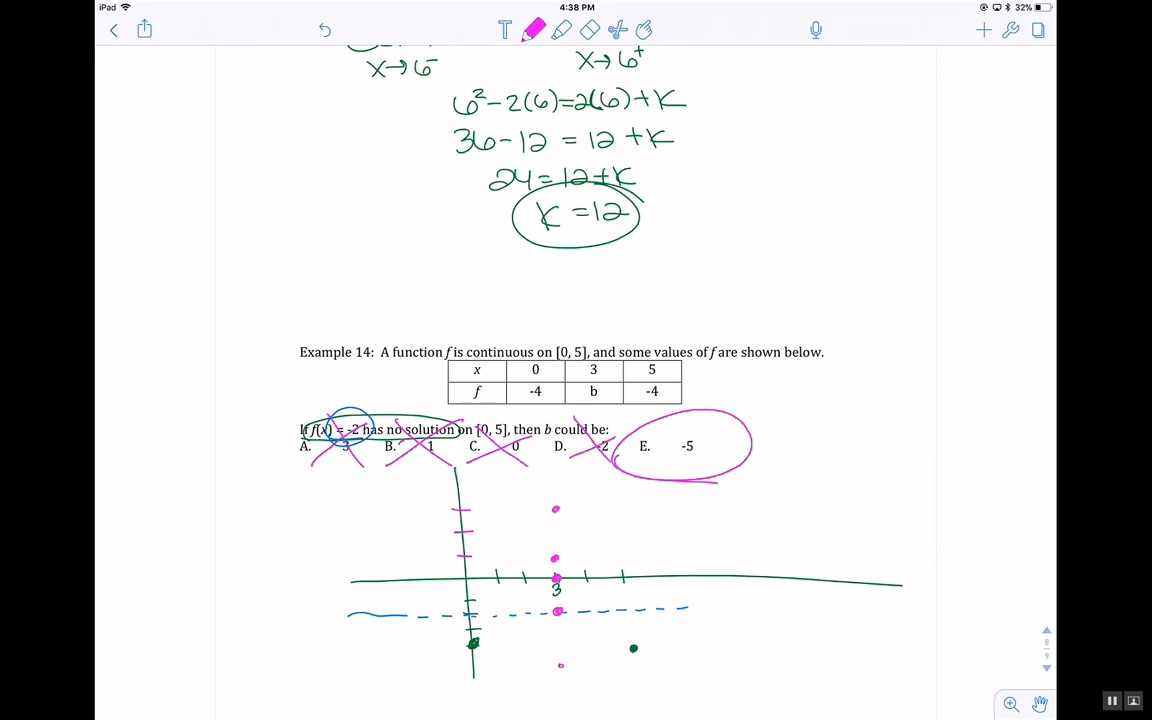 iPad 4:38 PM 32%
T
x→6⁻ x→6⁺
6²-2(6)=2(6)+K
36-12 = 12+K
24=12+K
K=12
Example 14: A function f is continuous on [0, 5], and some values of f are shown below.
x 0 3 5
f -4 b -4
If f(x) = -2 has no solution on [0, 5], then b could be:
A. 3 B. 1 C. 0 D. -2 E. -5
3
8
9